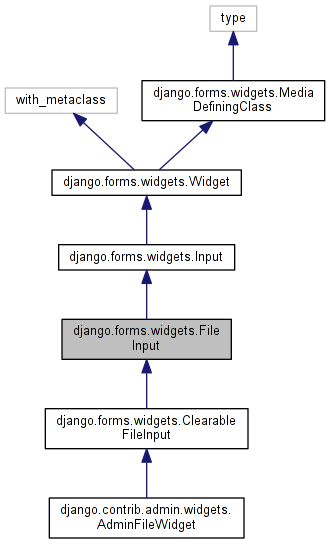 type
with_metaclass
django.forms.widgets.Media
DefiningClass
django.forms.widgets.Widget
django.forms.widgets.Input
django.forms.widgets.File
Input
django.forms.widgets.Clearable
FileInput
django.contrib.admin.widgets.
AdminFileWidget